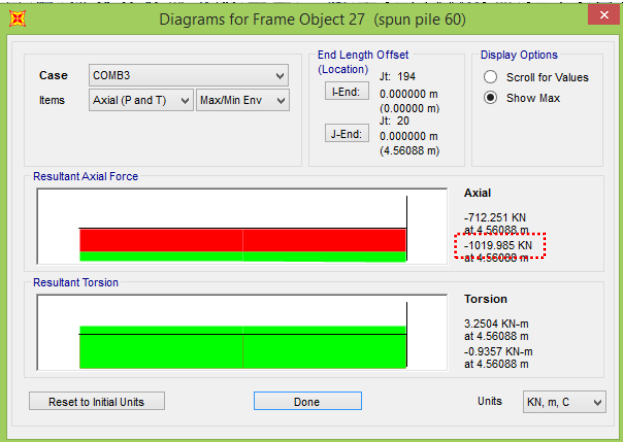 Diagrams for Frame Object 27 (spun pile 60)
Case COMB3
Items Axial (P and T) Max/Min Env
End Length Offset
(Location)
Jt: 194
I-End: 0.000000 m
(0.00000 m)
Jt: 20
J-End: 0.000000 m
(4.56088 m)
Display Options
Scroll for Values
Show Max
Resultant Axial Force
Axial
-712.251 KN
at 4.56088 m
-1019.985 KN
at 4.56088 m
Resultant Torsion
Torsion
3.2504 KN-m
at 4.56088 m
-0.9357 KN-m
at 4.56088 m
Reset to Initial Units
Done
Units KN, m, C